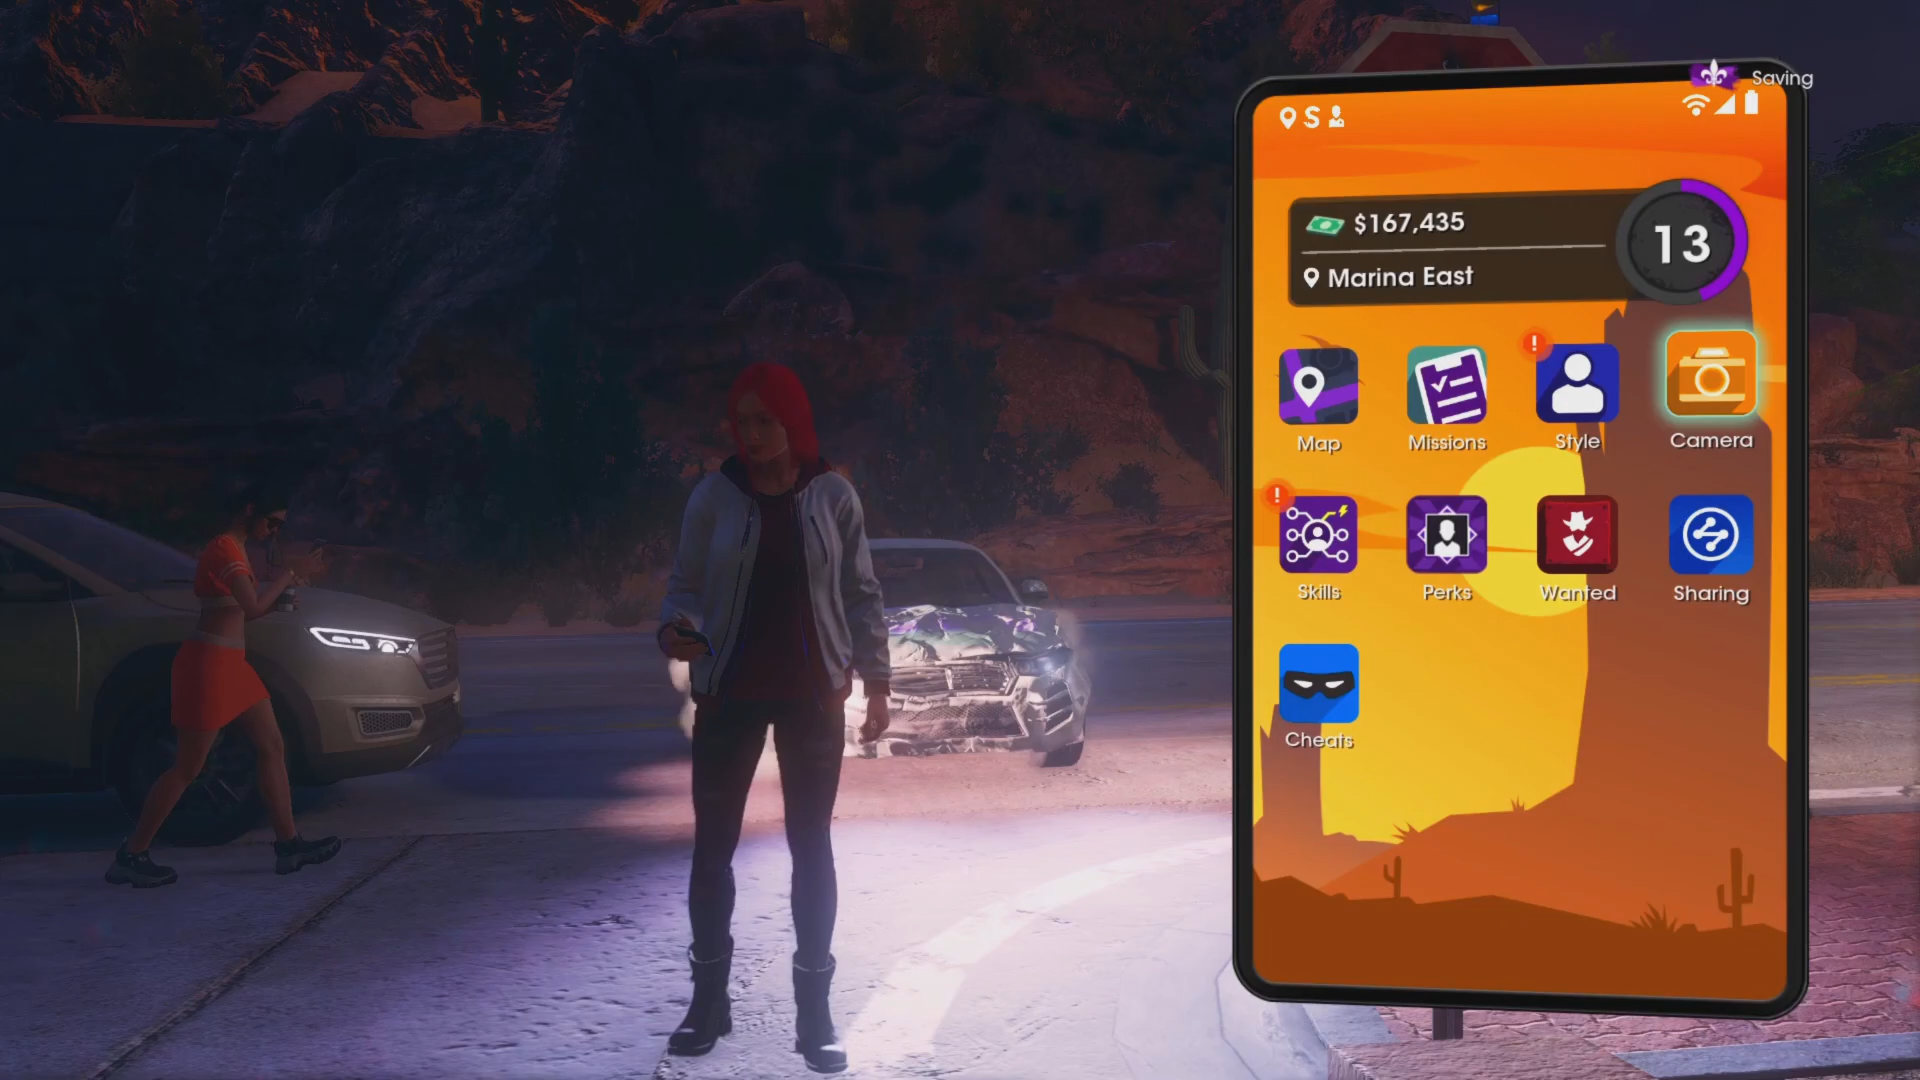 Saving
S
$167,435
13
Marina East
!
Map
Missions
Style
Camera
!
Skills
Perks
Wanted
Sharing
Cheats